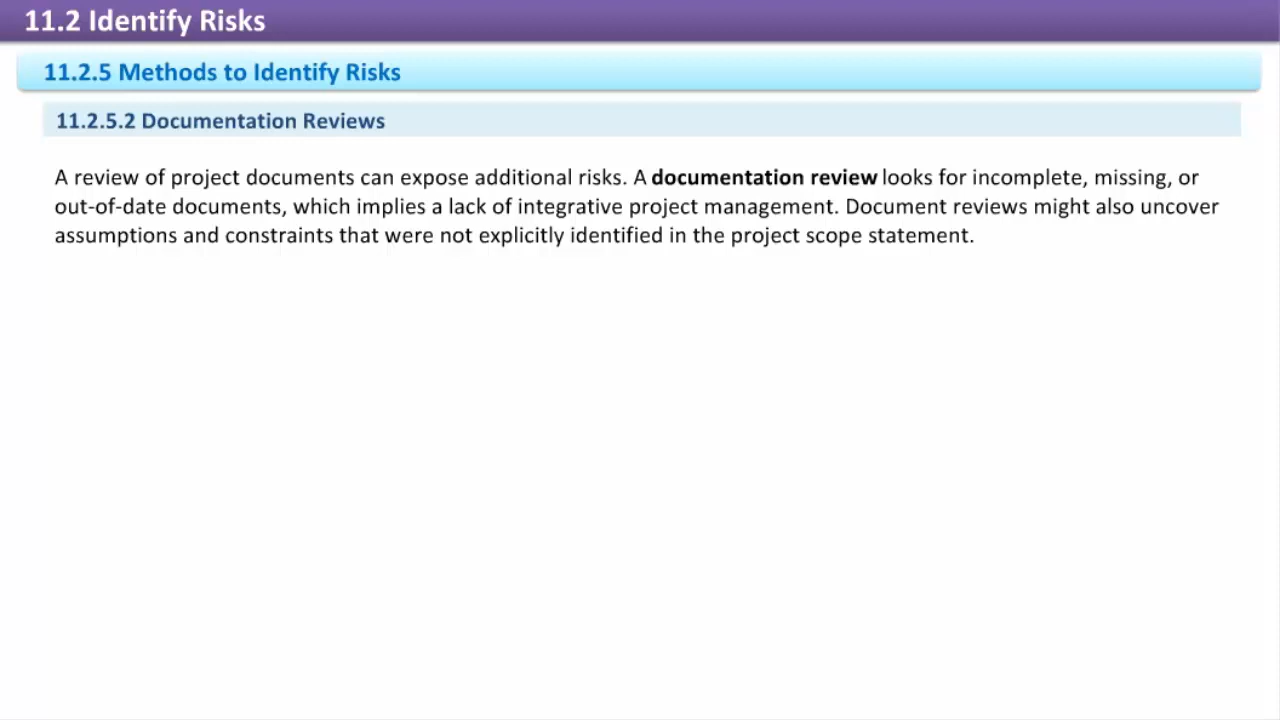 11.2 Identify Risks
11.2.5 Methods to Identify Risks
11.2.5.2 Documentation Reviews
A review of project documents can expose additional risks. A documentation review looks for incomplete, missing, or
out-of-date documents, which implies a lack of integrative project management. Document reviews might also uncover
assumptions and constraints that were not explicitly identified in the project scope statement.